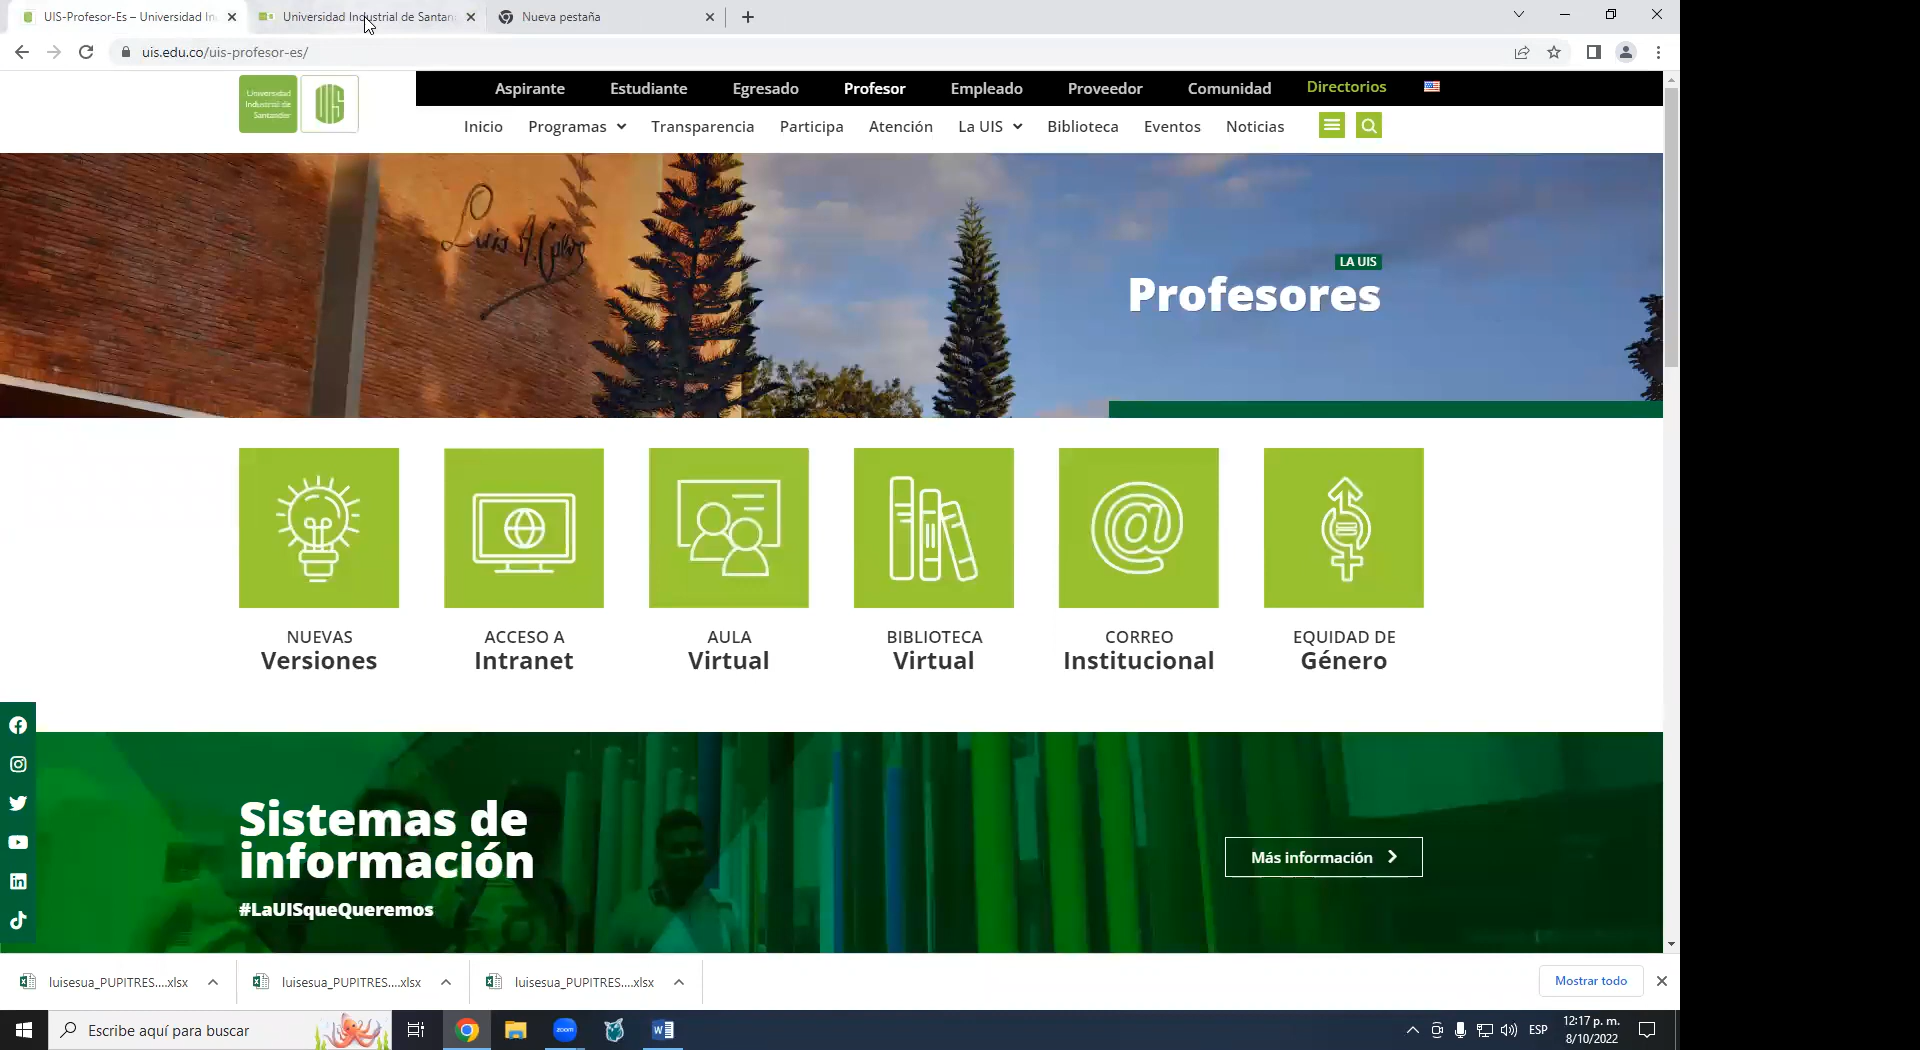 UIS-Profesor-Es – Universidad In
Universidad Industrial de Santan
Nueva pestaña
uis.edu.co/uis-profesor-es/
Universidad
Industrial de
Santander
UIS
Aspirante
Estudiante
Egresado
Profesor
Empleado
Proveedor
Comunidad
Directorios
Inicio
Programas
Transparencia
Participa
Atención
La UIS
Biblioteca
Eventos
Noticias
LA UIS
Profesores
NUEVAS
Versiones
ACCESO A
Intranet
AULA
Virtual
BIBLIOTECA
Virtual
CORREO
Institucional
EQUIDAD DE
Género
Sistemas de
información
#LaUISqueQueremos
Más información
luisesua_PUPITRES....xlsx
luisesua_PUPITRES....xlsx
luisesua_PUPITRES....xlsx
Mostrar todo
Escribe aquí para buscar
zoom
ESP
12:17 p. m.
8/10/2022